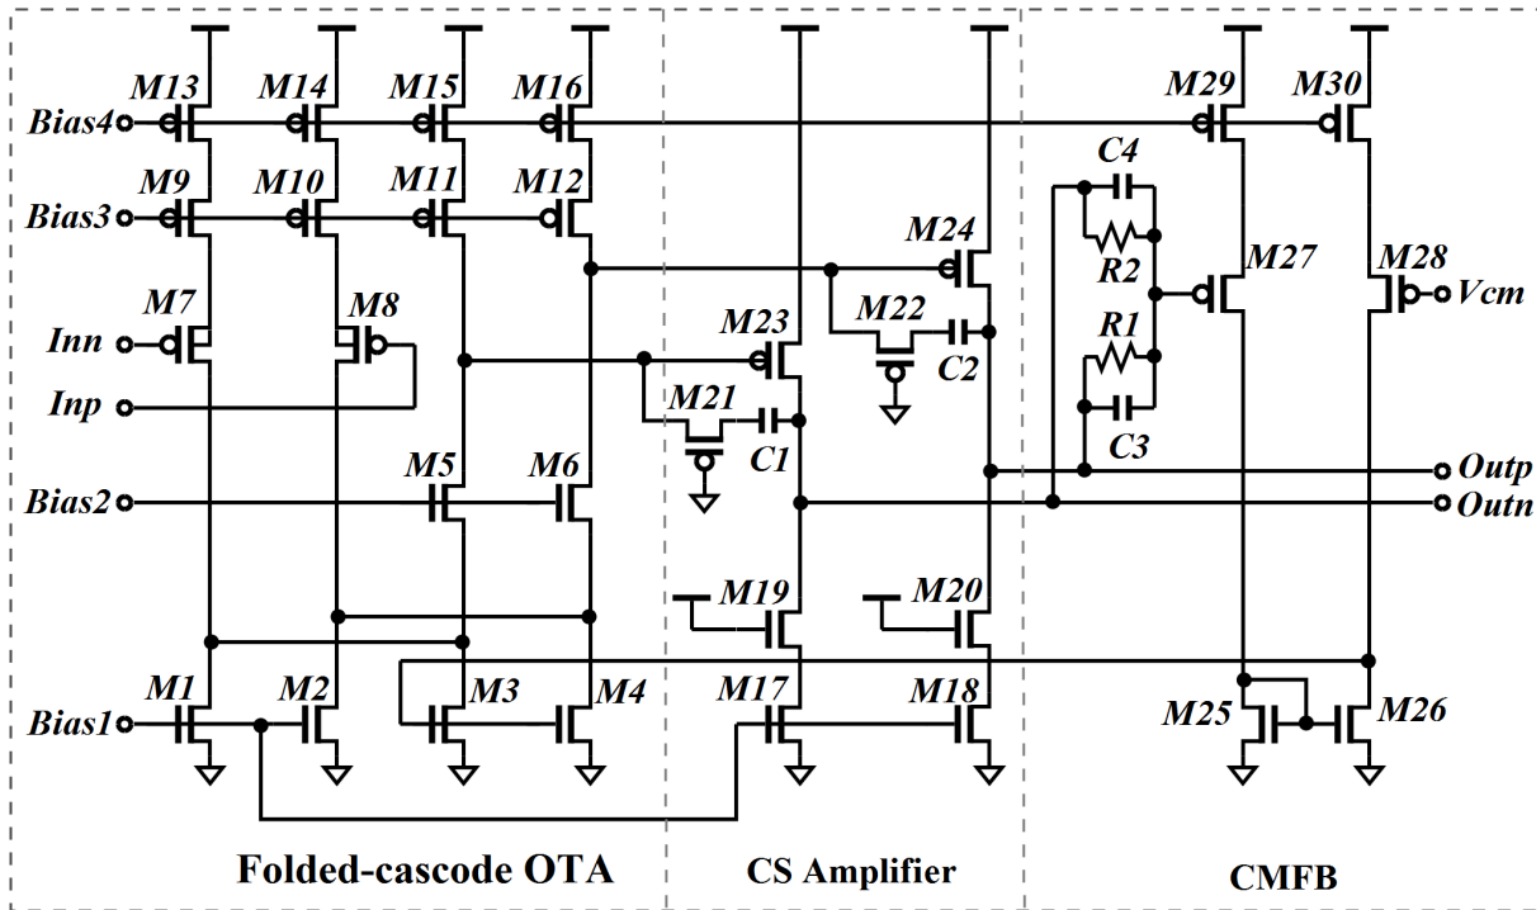 M13 M14 M15 M16 M29 M30
Bias4
C4
M9 M10 M11 M12
Bias3
M24
R2 M27 M28
Vcm
M7 M8 M22
M23 R1
Inn
C2
M21
Inp
C3
C1
M5 M6
Outp
Bias2
Outn
M19 M20
M1 M2 M3 M4 M17 M18
M25 M26
Bias1
Folded-cascode OTA CS Amplifier CMFB